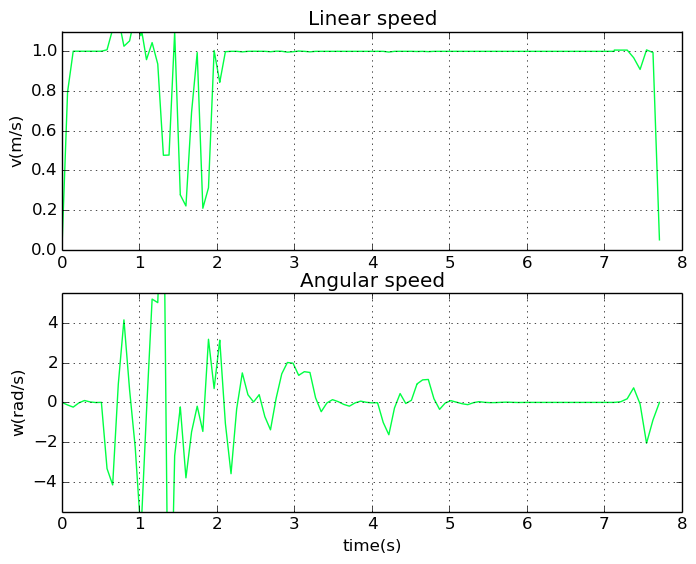 Linear speed
1.0
0.8
0.6
0.4
0.2
0.0
v(m/s)
0 1 2 3 4 5 6 7 8
Angular speed
4
2
0
−2
−4
w(rad/s)
0 1 2 3 4 5 6 7 8
time(s)